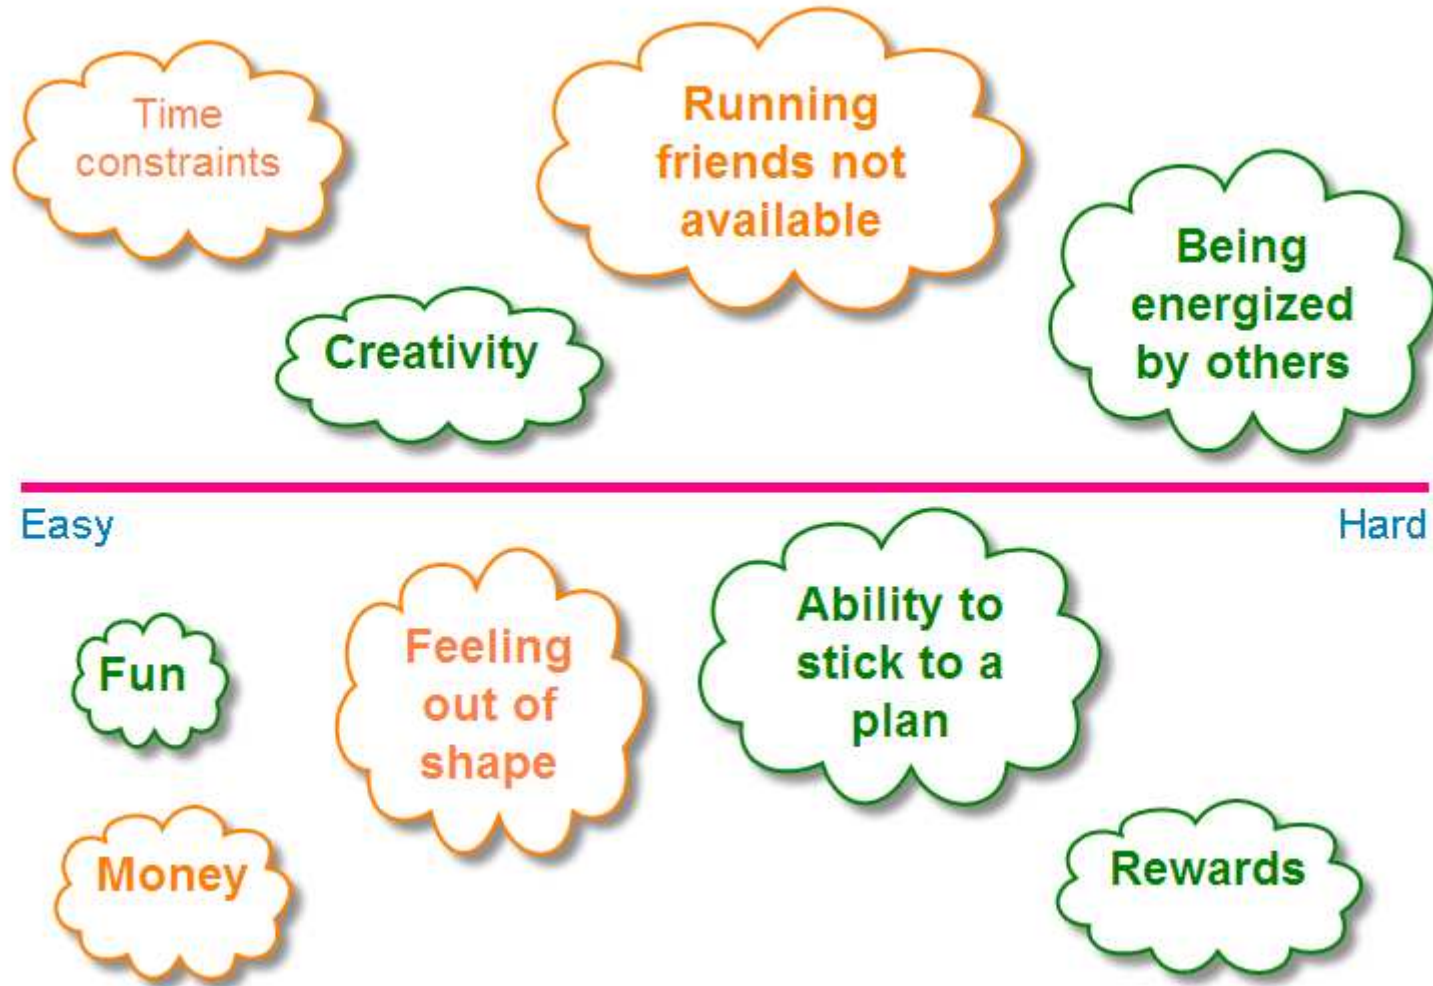 Time
constraints
Running
friends not
available
Being
energized
by others
Creativity
Easy
Hard
Fun
Feeling
out of
shape
Ability to
stick to a
plan
Money
Rewards